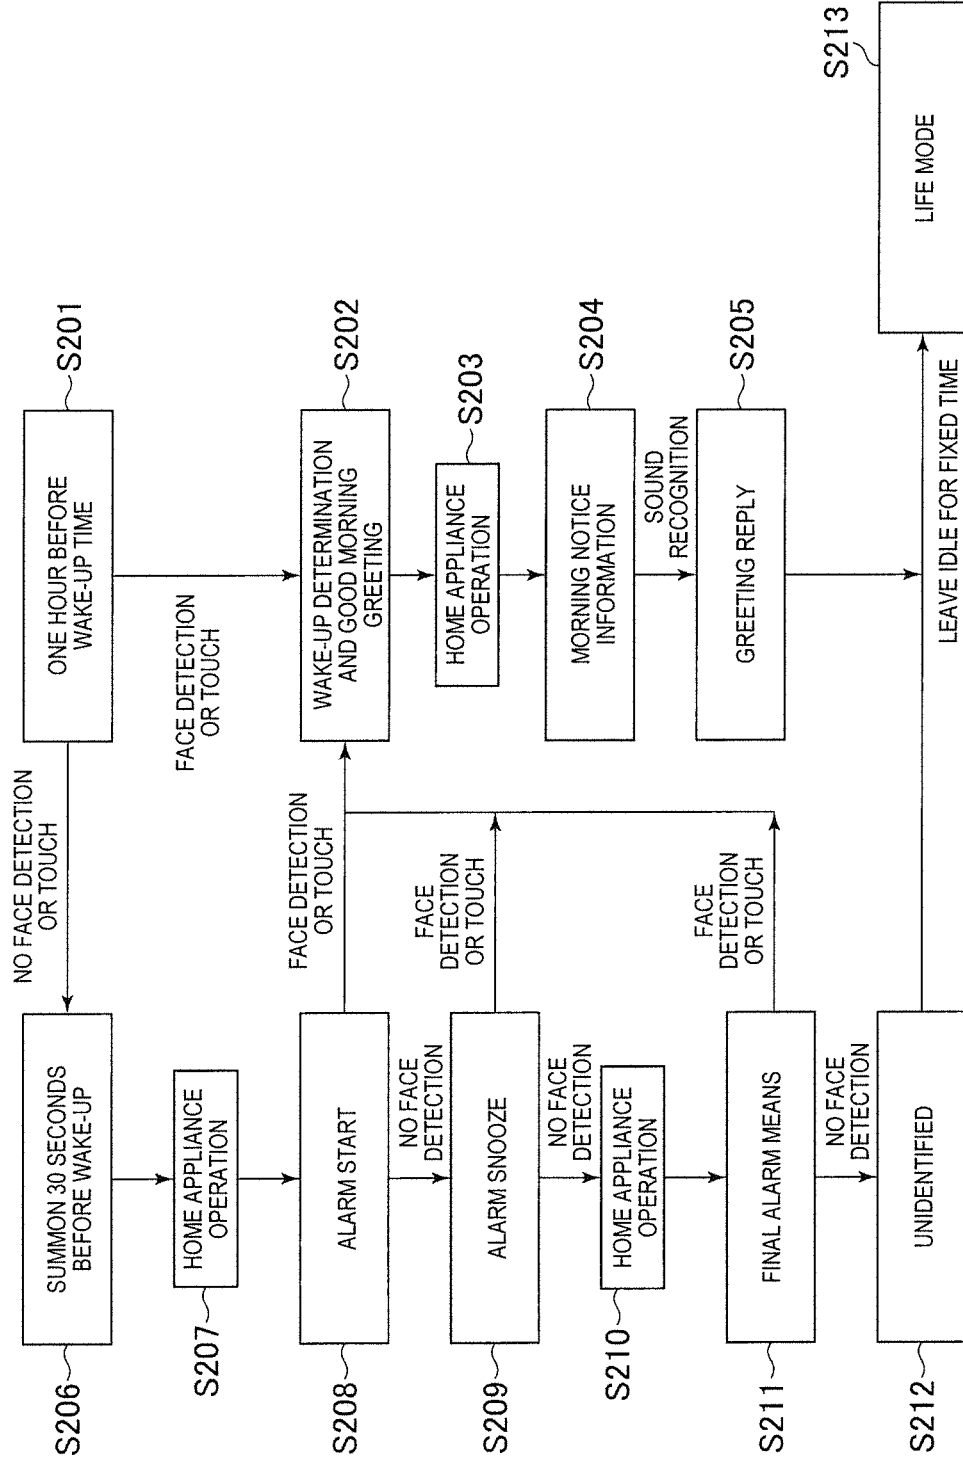 S201
ONE HOUR BEFORE
WAKE-UP TIME
NO FACE DETECTION
OR TOUCH
FACE DETECTION
OR TOUCH
S206
SUMMON 30 SECONDS
BEFORE WAKE-UP
S207
HOME APPLIANCE
OPERATION
S208
ALARM START
FACE DETECTION
OR TOUCH
S202
WAKE-UP DETERMINATION
AND GOOD MORNING
GREETING
S203
HOME APPLIANCE
OPERATION
NO FACE
DETECTION
S209
ALARM SNOOZE
FACE
DETECTION
OR TOUCH
S204
MORNING NOTICE
INFORMATION
NO FACE
DETECTION
S210
HOME APPLIANCE
OPERATION
SOUND
RECOGNITION
S205
GREETING REPLY
S211
FINAL ALARM MEANS
FACE
DETECTION
OR TOUCH
NO FACE
DETECTION
S212
UNIDENTIFIED
LEAVE IDLE FOR FIXED TIME
S213
LIFE MODE